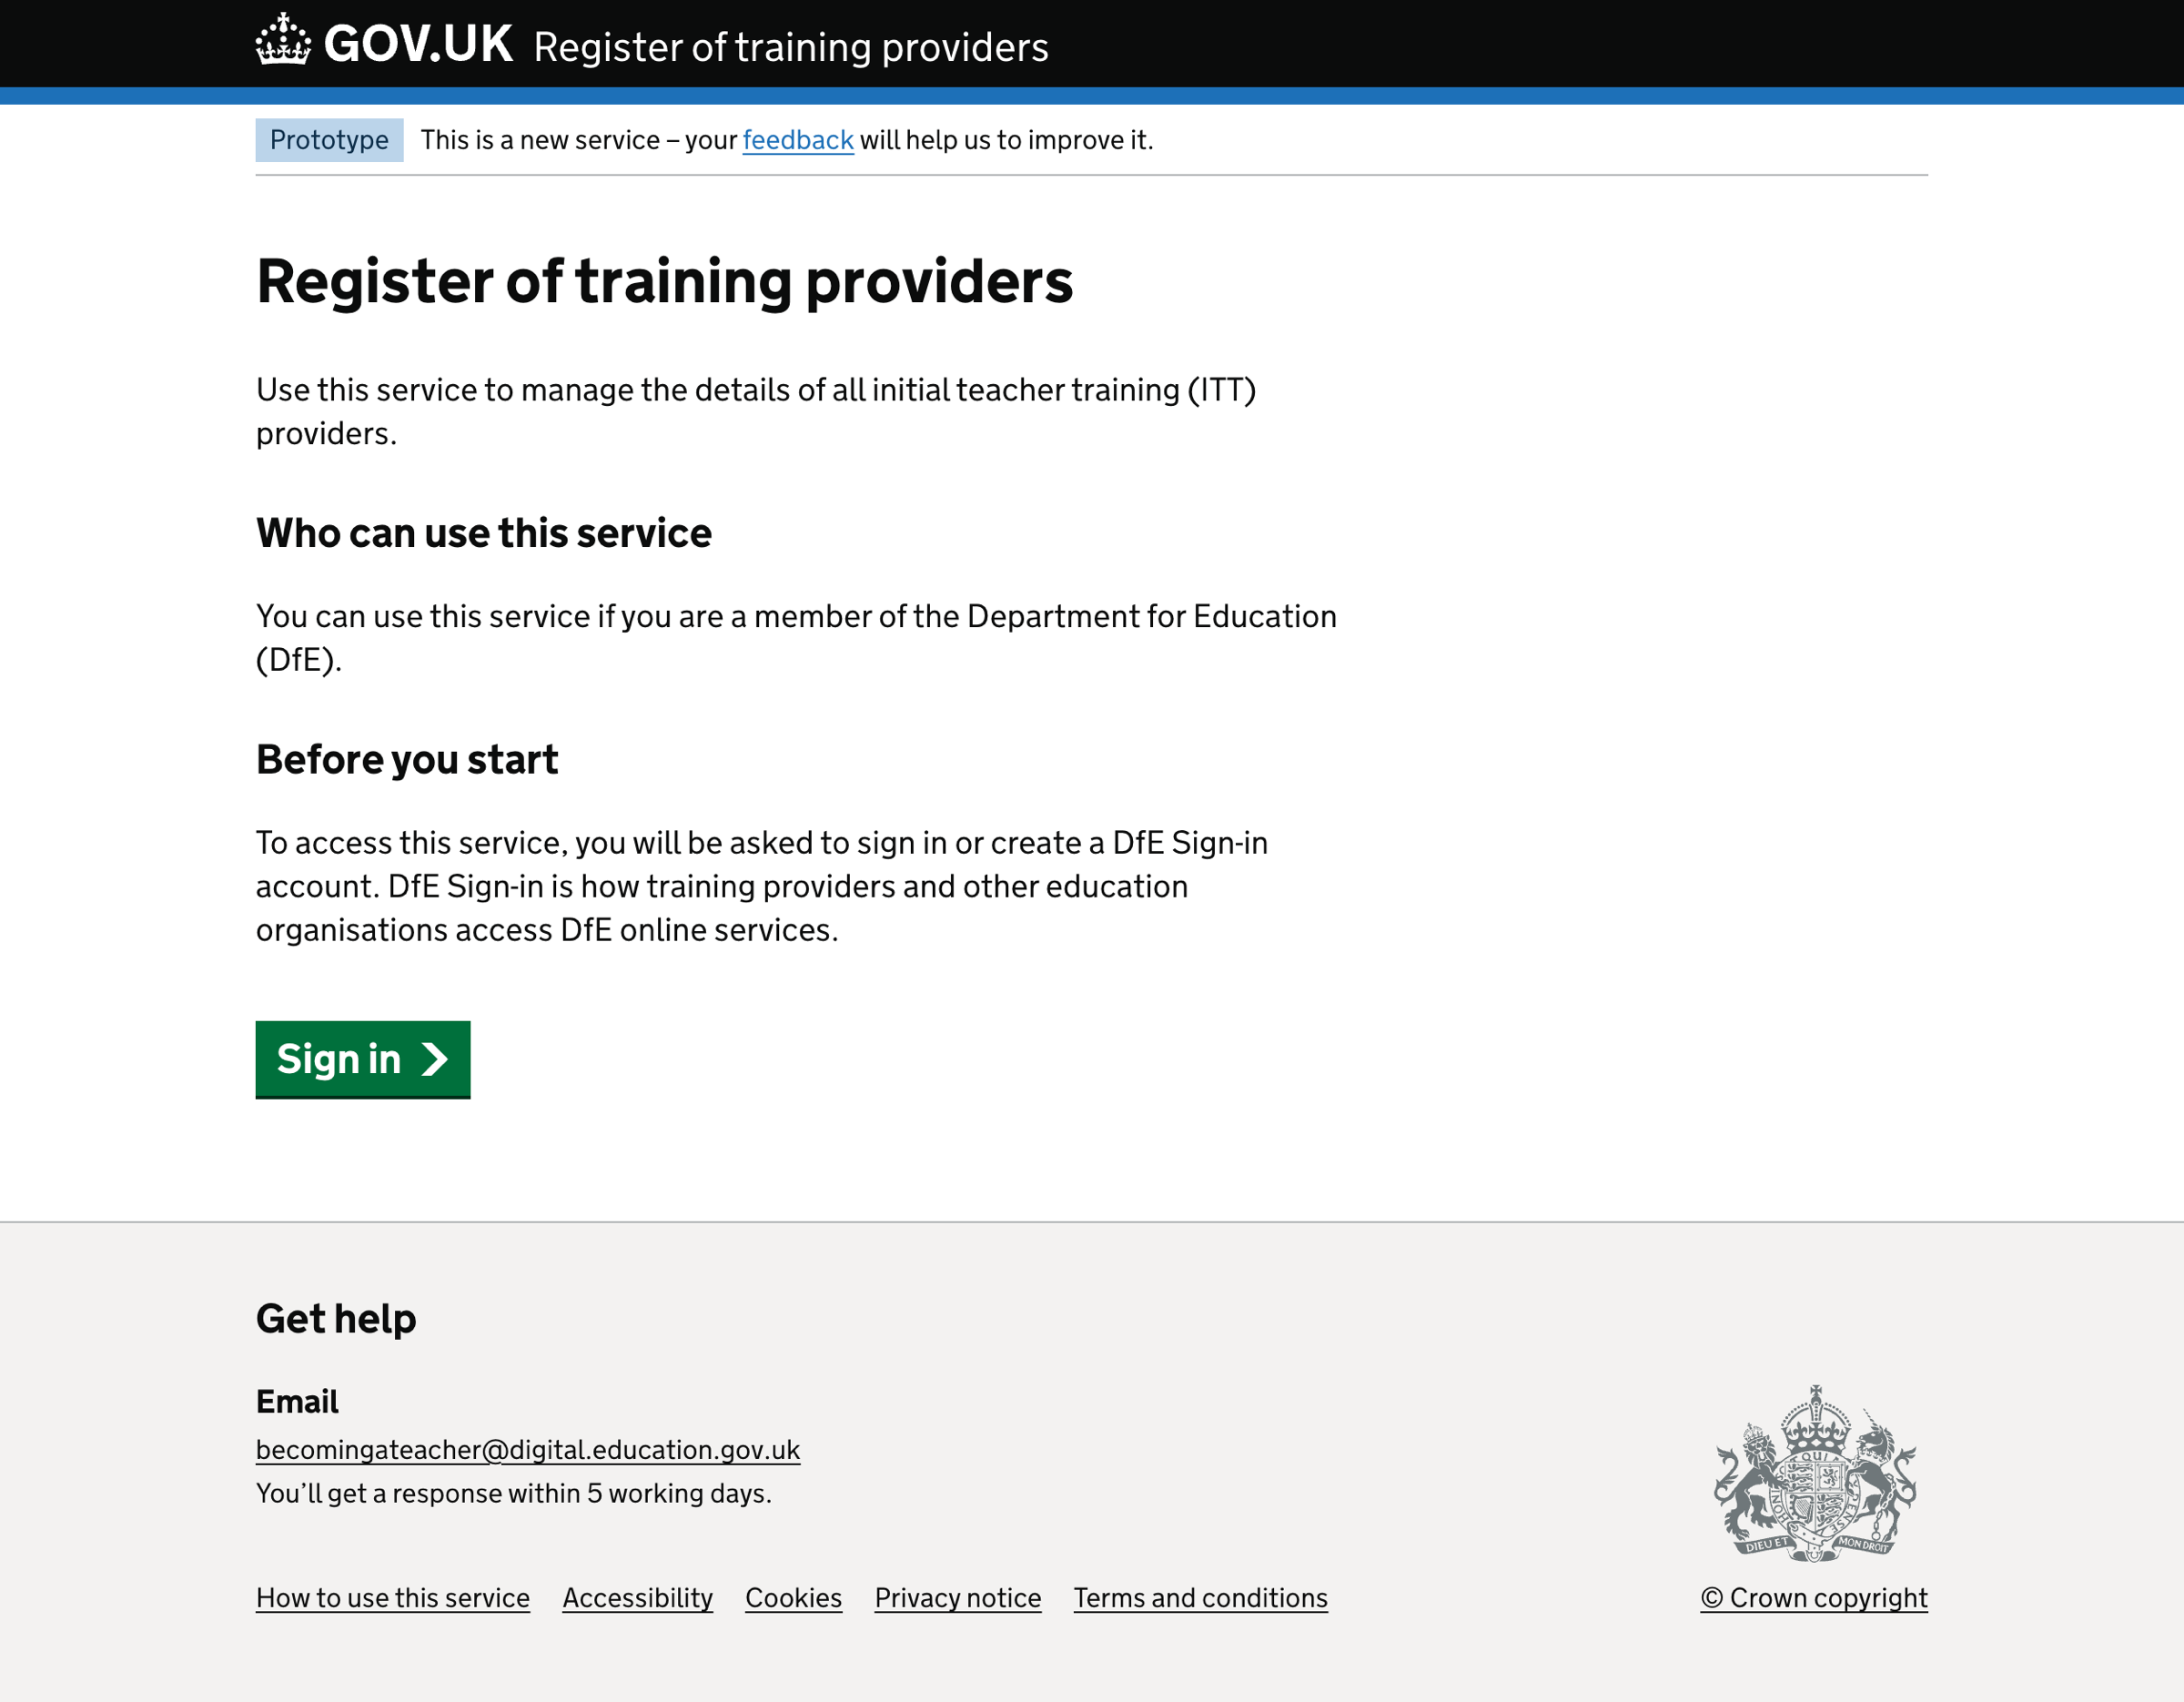 GOV.UK Register of training providers
Prototype This is a new service – your feedback will help us to improve it.
Register of training providers
Use this service to manage the details of all initial teacher training (ITT)
providers.
Who can use this service
You can use this service if you are a member of the Department for Education
(DfE).
Before you start
To access this service, you will be asked to sign in or create a DfE Sign-in
account. DfE Sign-in is how training providers and other education
organisations access DfE online services.
Sign in
Get help
Email
becomingateacher@digital.education.gov.uk
You’ll get a response within 5 working days.
DIEU ET MON DROIT
How to use this service Accessibility Cookies Privacy notice Terms and conditions © Crown copyright